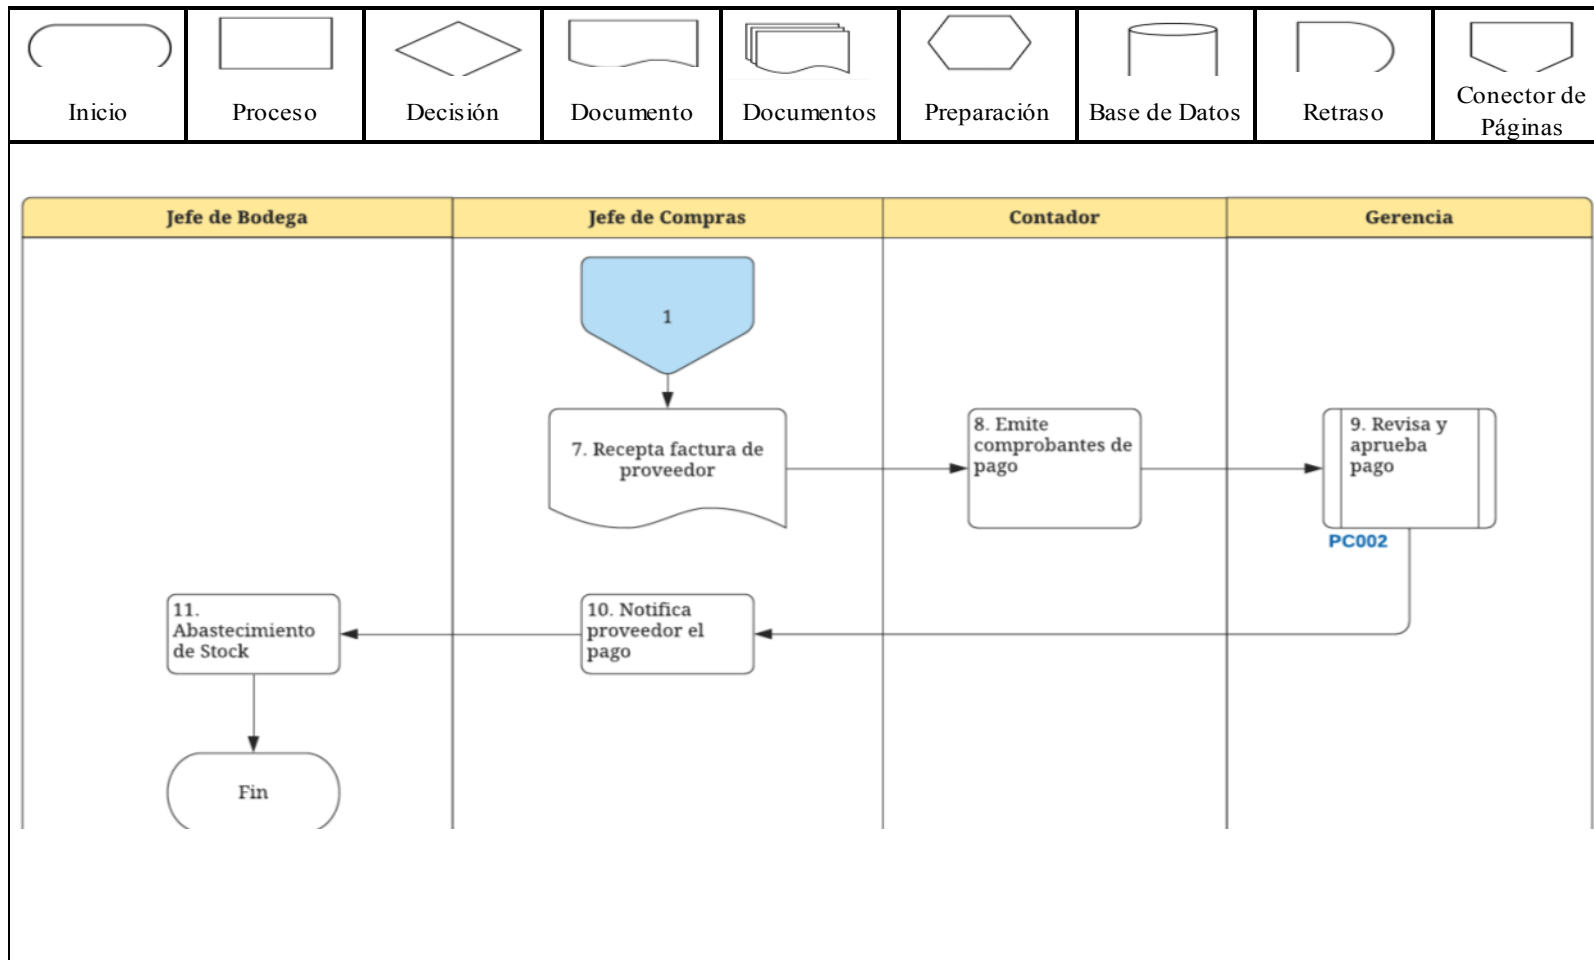 Inicio
Proceso
Decisión
Documento
Documentos
Preparación
Base de Datos
Retraso
Conector de
Páginas
Jefe de Bodega
Jefe de Compras
Contador
Gerencia
1
7. Recepta factura de
proveedor
8. Emite
comprobantes de
pago
9. Revisa y
aprueba
pago
PC002
11.
Abastecimiento
de Stock
10. Notifica
proveedor el
pago
Fin